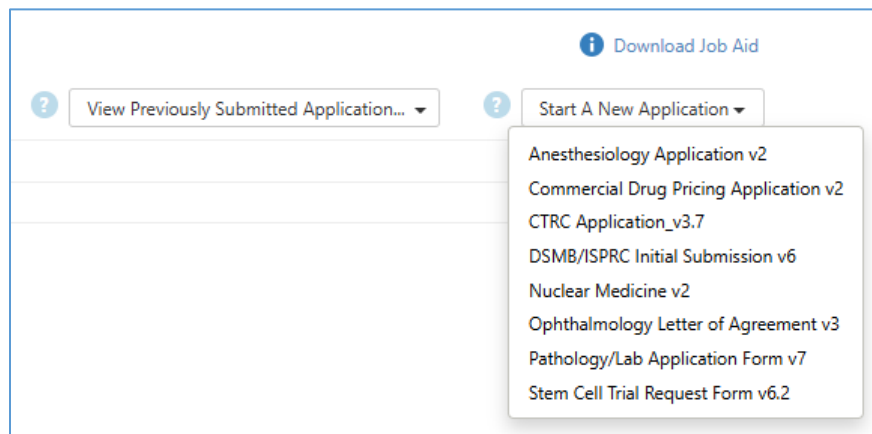 Download Job Aid
View Previously Submitted Application...
Start A New Application
Anesthesiology Application v2
Commercial Drug Pricing Application v2
CTRC Application_v3.7
DSMB/ISPRC Initial Submission v6
Nuclear Medicine v2
Ophthalmology Letter of Agreement v3
Pathology/Lab Application Form v7
Stem Cell Trial Request Form v6.2